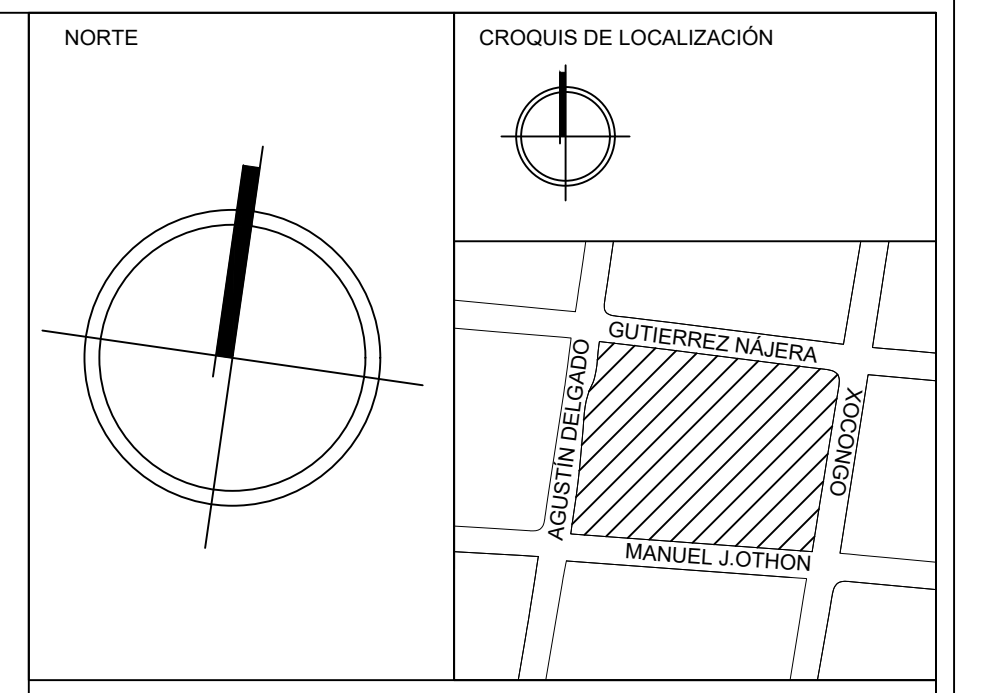 NORTE
CROQUIS DE LOCALIZACIÓN
GUTIERREZ NÁJERA
AGUSTÍN DELGADO
XOCONGO
MANUEL J.OTHON